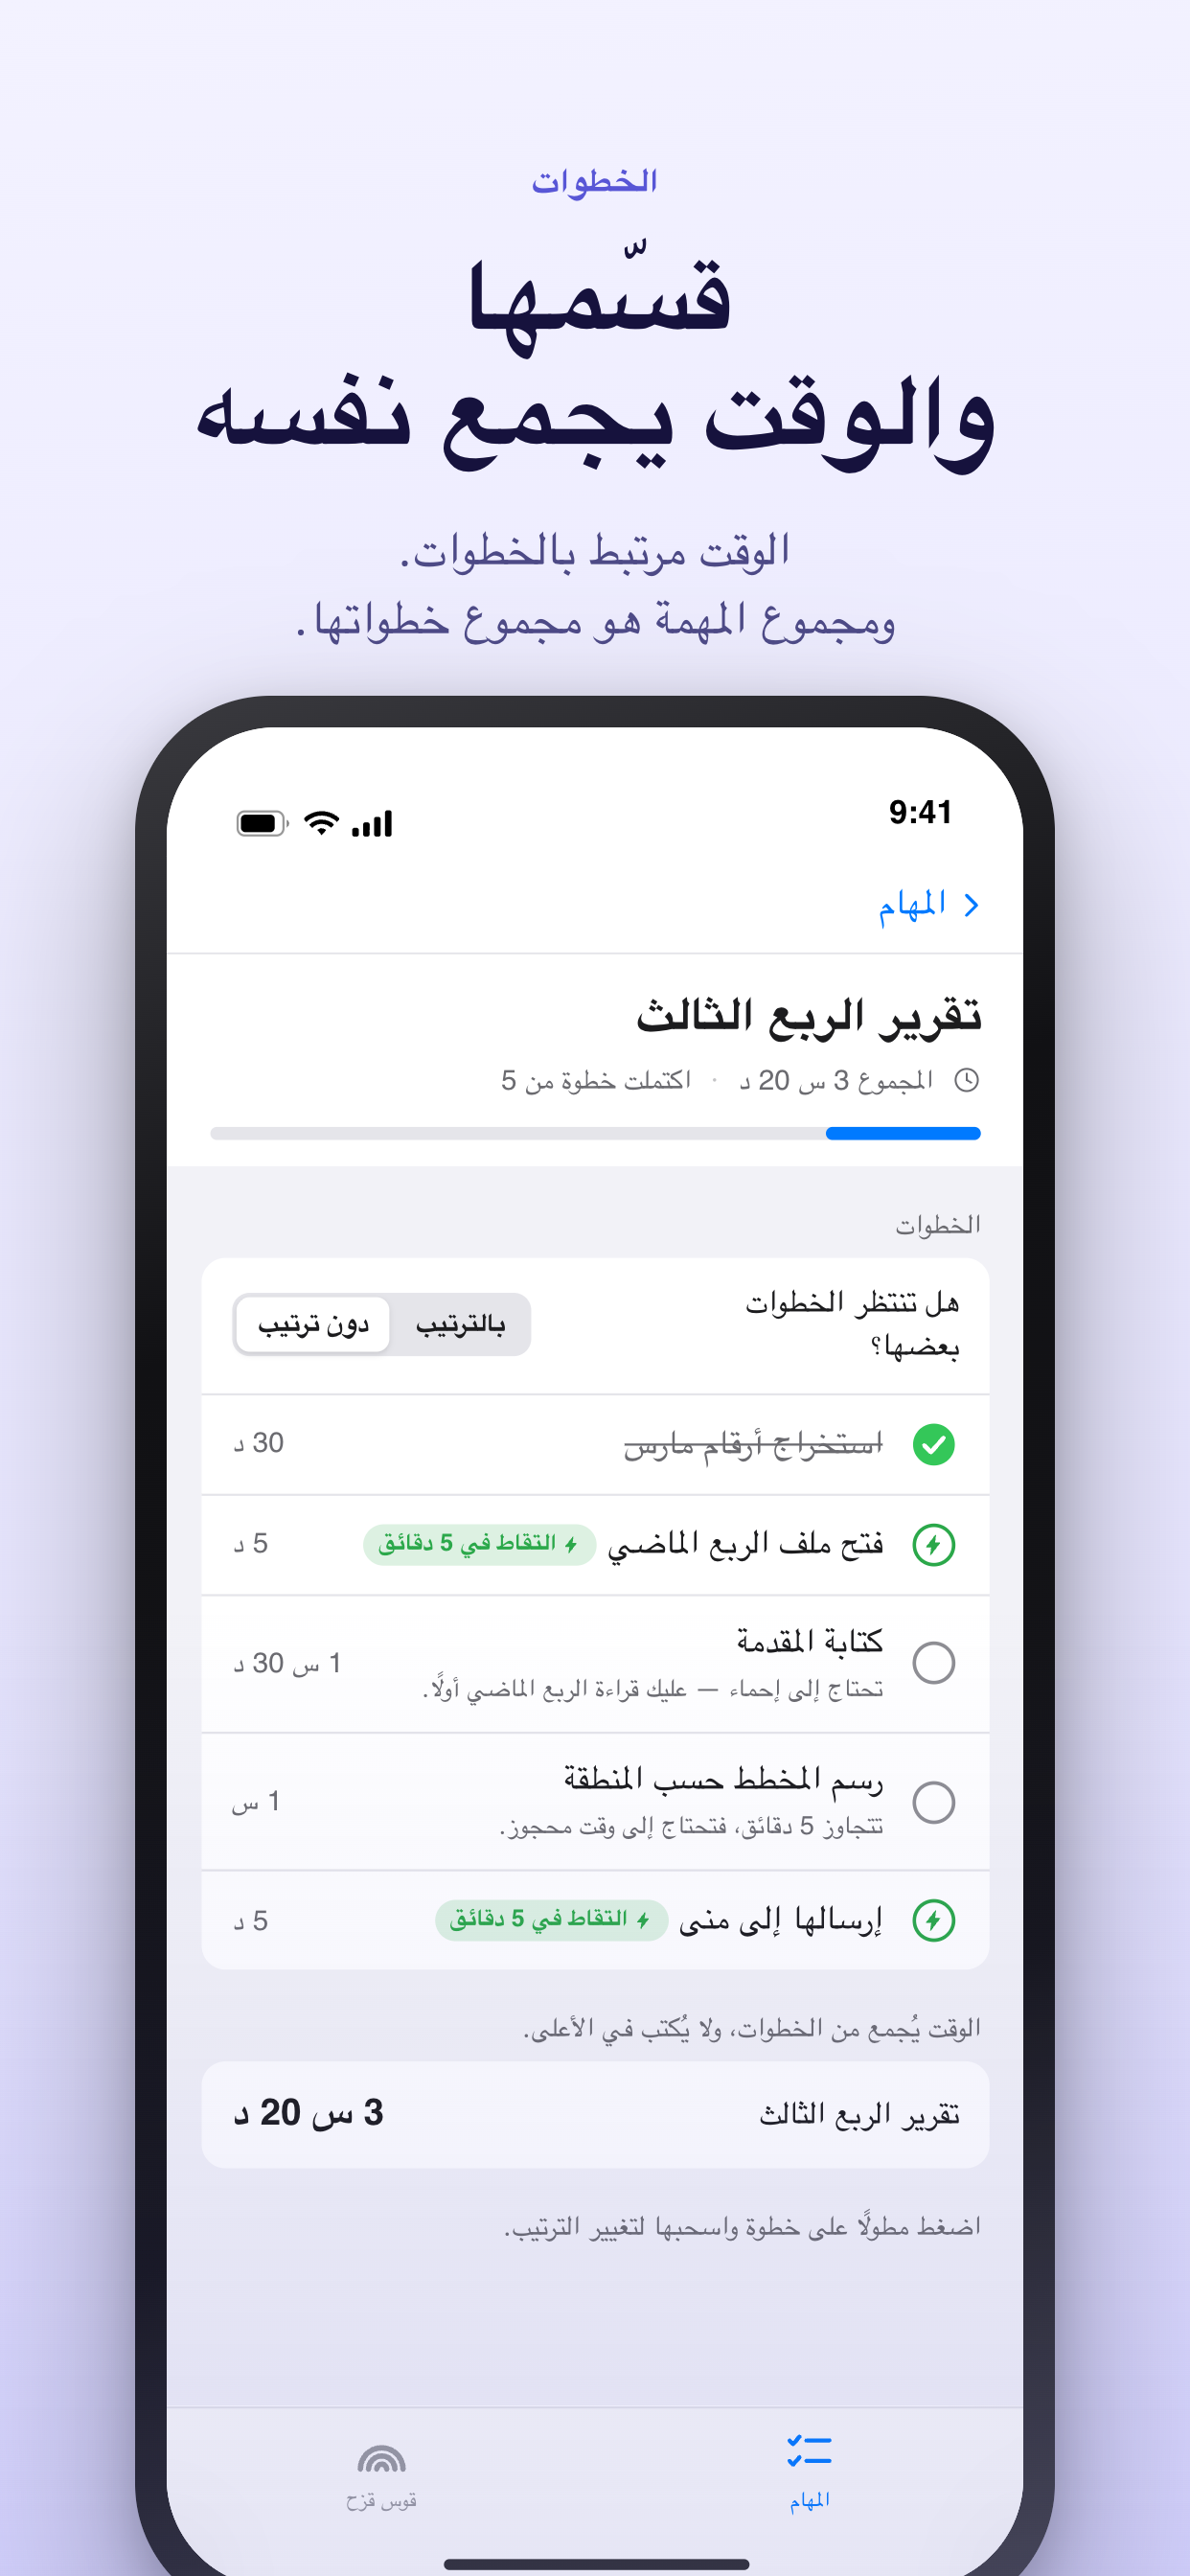 الخطوات
قسّمها
والوقت يجمع نفسه
الوقت مرتبط بالخطوات.
ومجموع المهمة هو مجموع خطواتها.
9:41
المهام
تقرير الربع الثالث
المجموع 3 س 20 د · اكتملت خطوة من 5
الخطوات
هل تنتظر الخطوات
بعضها؟
بالترتيب
دون ترتيب
استخراج أرقام مارس 30 د
فتح ملف الربع الماضي التقاط في 5 دقائق 5 د
كتابة المقدمة 1 س 30 د
تحتاج إلى إحماء — عليك قراءة الربع الماضي أولًا.
رسم المخطط حسب المنطقة 1 س
تتجاوز 5 دقائق، فتحتاج إلى وقت محجوز.
إرسالها إلى منى التقاط في 5 دقائق 5 د
الوقت يُجمع من الخطوات، ولا يُكتب في الأعلى.
تقرير الربع الثالث 3 س 20 د
اضغط مطولًا على خطوة واسحبها لتغيير الترتيب.
المهام
قوس قزح